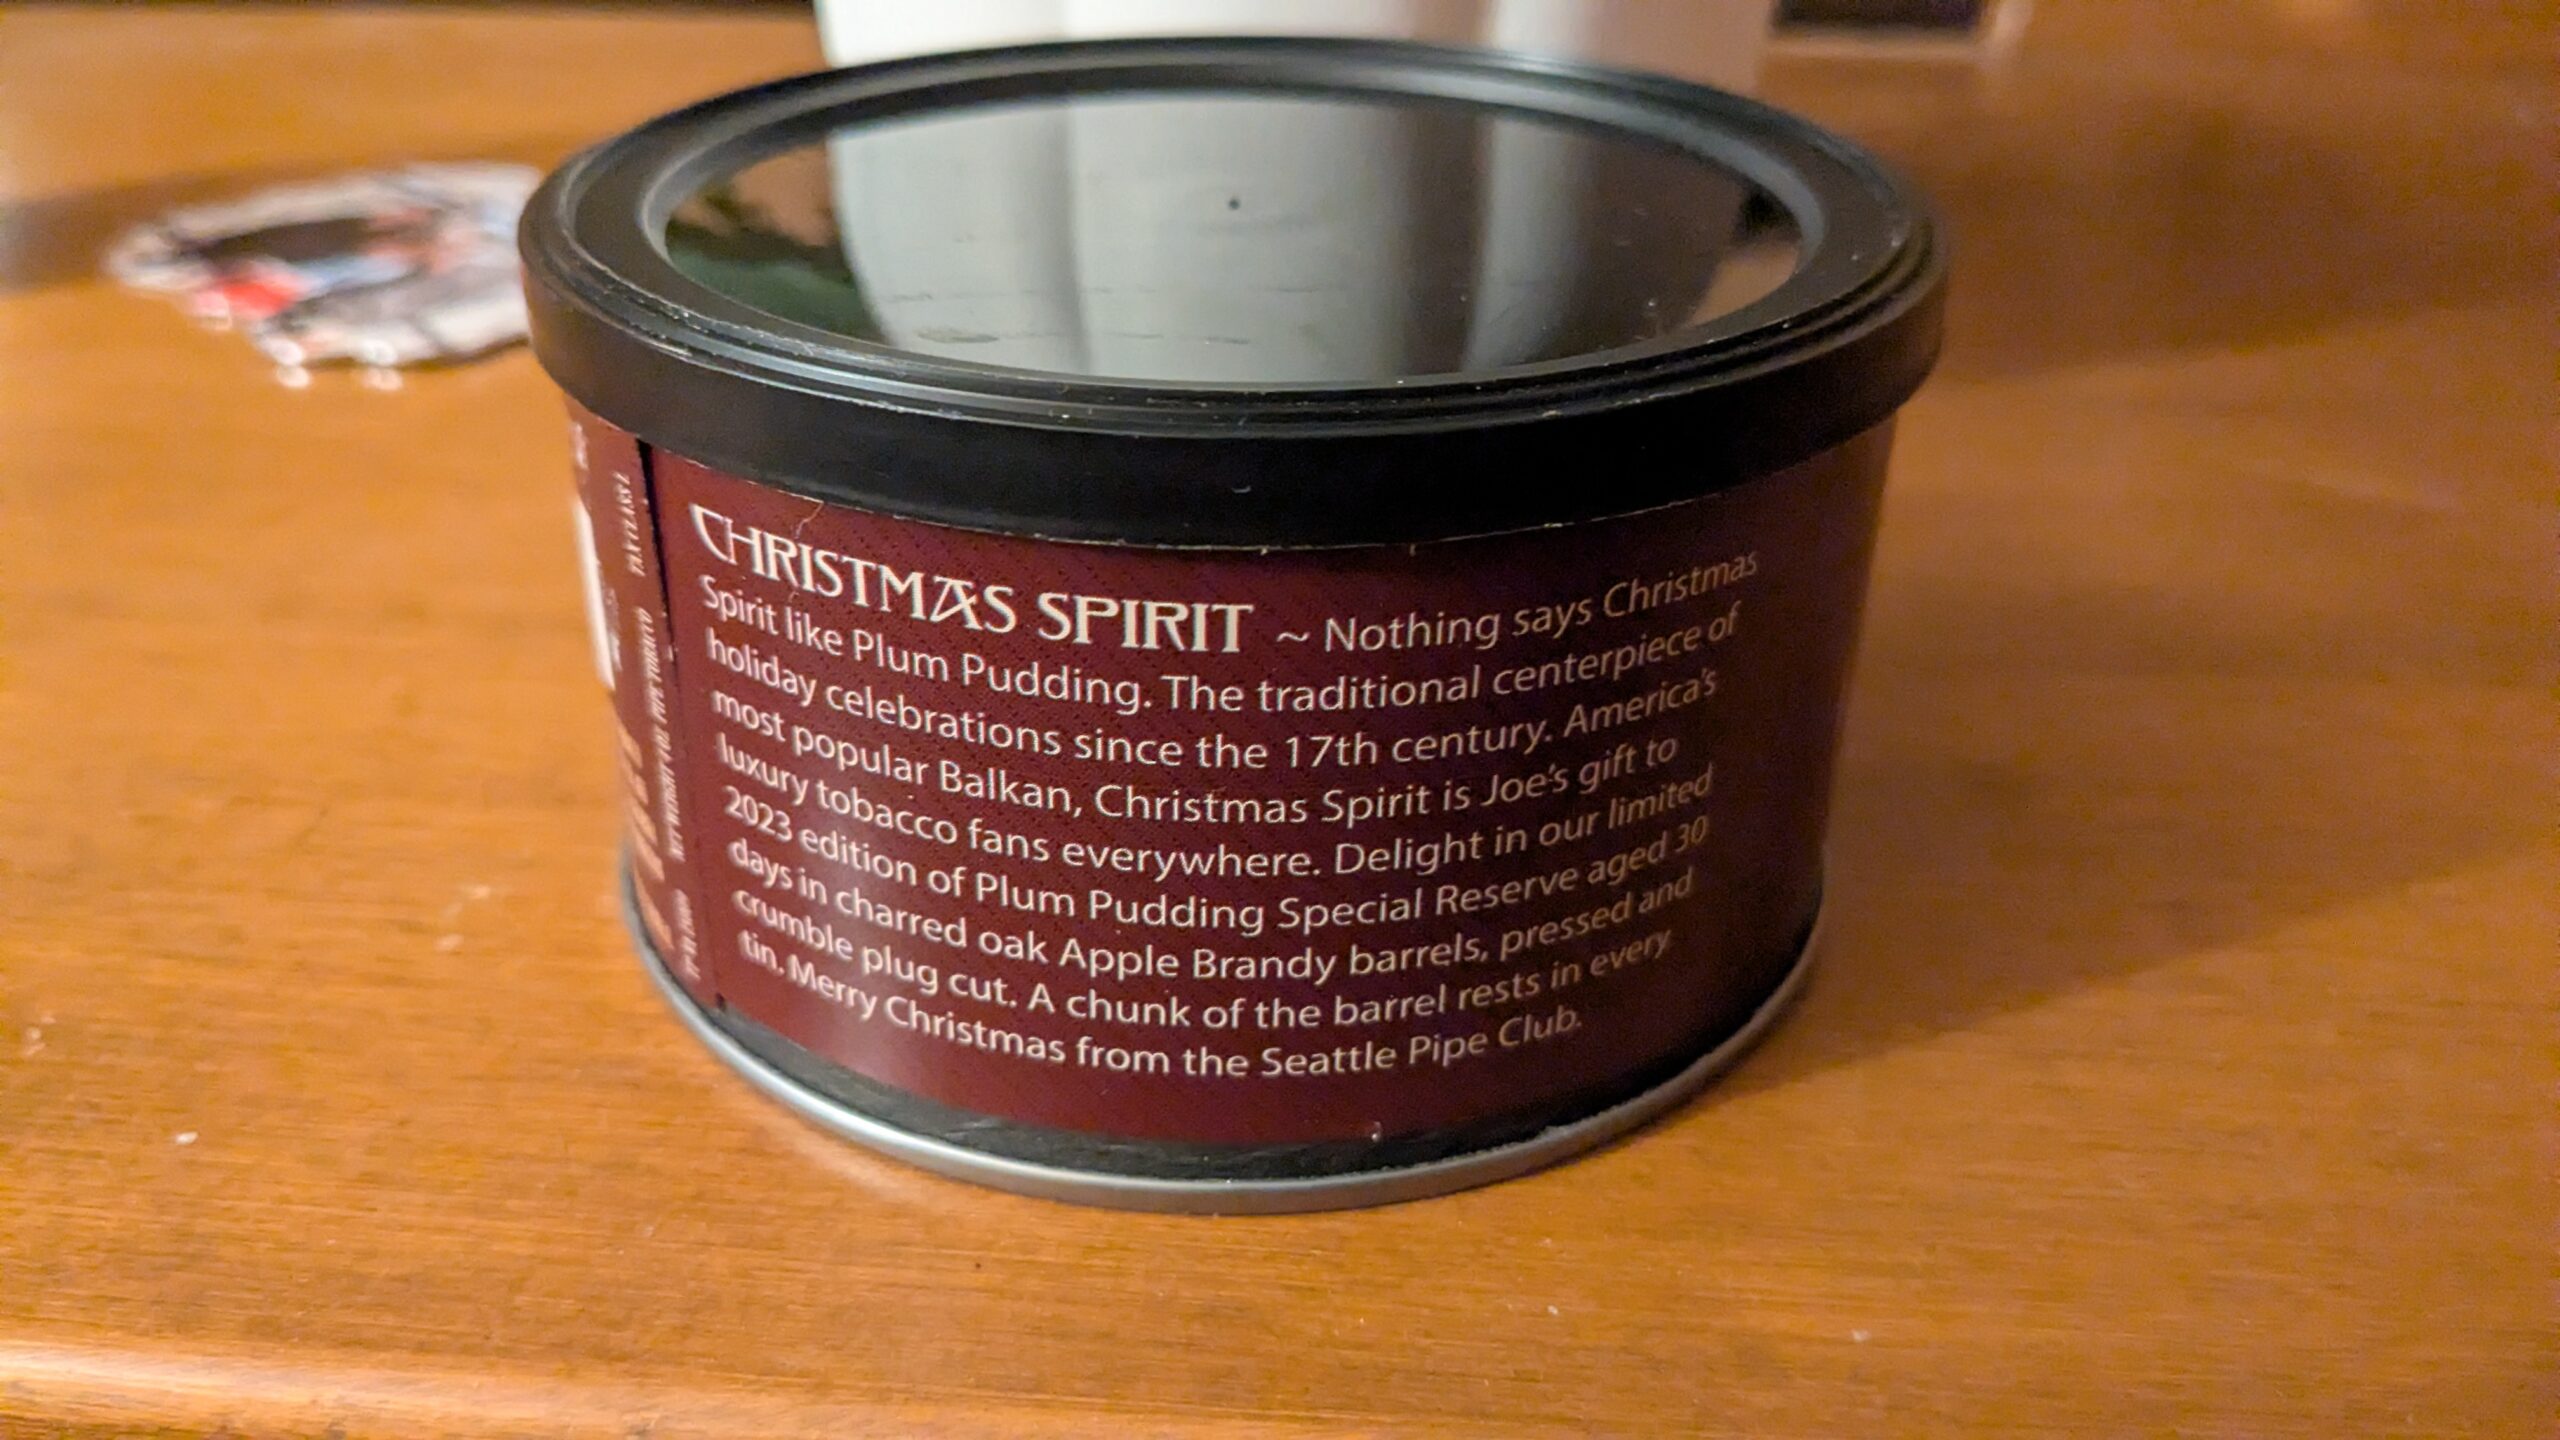 CHRISTMAS SPIRIT ~ Nothing says Christmas
Spirit like Plum Pudding. The traditional centerpiece of
holiday celebrations since the 17th century. America's
most popular Balkan, Christmas Spirit is Joe's gift to
luxury tobacco fans everywhere. Delight in our limited
2023 edition of Plum Pudding Special Reserve aged 30
days in charred oak Apple Brandy barrels, pressed and
crumble plug cut. A chunk of the barrel rests in every
tin. Merry Christmas from the Seattle Pipe Club.